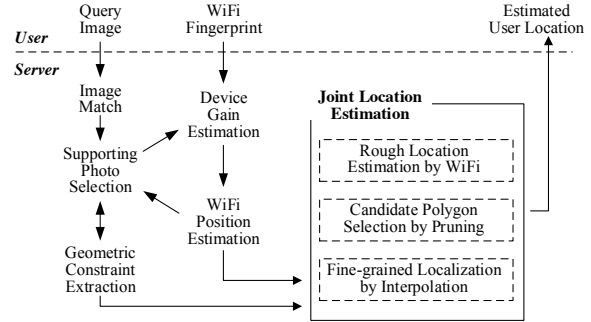 Query
Image
WiFi
Fingerprint
Estimated
User Location
User
Server
Image
Match
Device
Gain
Estimation
Joint Location
Estimation
Supporting
Photo
Selection
Rough Location
Estimation by WiFi
WiFi
Position
Estimation
Candidate Polygon
Selection by Pruning
Geometric
Constraint
Extraction
Fine-grained Localization
by Interpolation